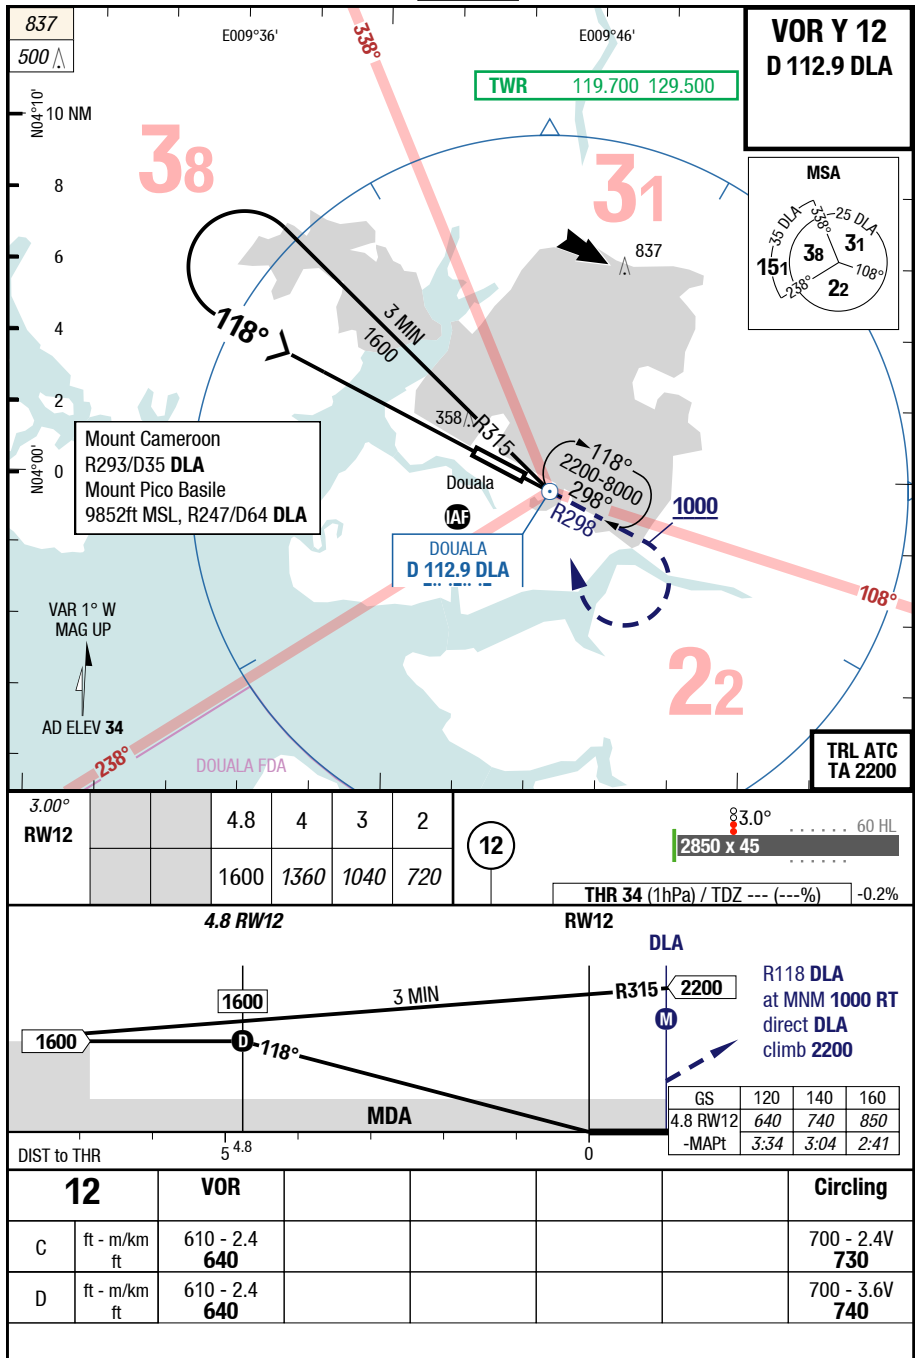 837
500
E009°36'
E009°46'
VOR Y 12
D 112.9 DLA
TWR 119.700 129.500
338°
N04°10'
10 NM
8
6
4
2
0
N04°00'
38
31
22
837
MSA
35 DLA
25 DLA
338°
151
38
31
108°
238°
22
118°
3 MIN
1600
358
R315
Mount Cameroon
R293/D35 DLA
Mount Pico Basile
9852ft MSL, R247/D64 DLA
Douala
IAF
118°
2200-8000
298°
R298
1000
DOUALA
D 112.9 DLA
108°
VAR 1° W
MAG UP
AD ELEV 34
238°
DOUALA FDA
TRL ATC
TA 2200
3.00°
RW12
4.8 4 3 2
1600 1360 1040 720
12
3.0°
60 HL
2850 x 45
THR 34 (1hPa) / TDZ --- (---%) -0.2%
4.8 RW12
RW12
DLA
1600
3 MIN
R315
2200
R118 DLA
at MNM 1000 RT
direct DLA
climb 2200
M
1600
D
118°
MDA
GS 120 140 160
4.8 RW12 640 740 850
-MAPt 3:34 3:04 2:41
DIST to THR
5
4.8
0
12 VOR Circling
C ft - m/km 610 - 2.4 700 - 2.4V
ft 640 730
D ft - m/km 610 - 2.4 700 - 3.6V
ft 640 740